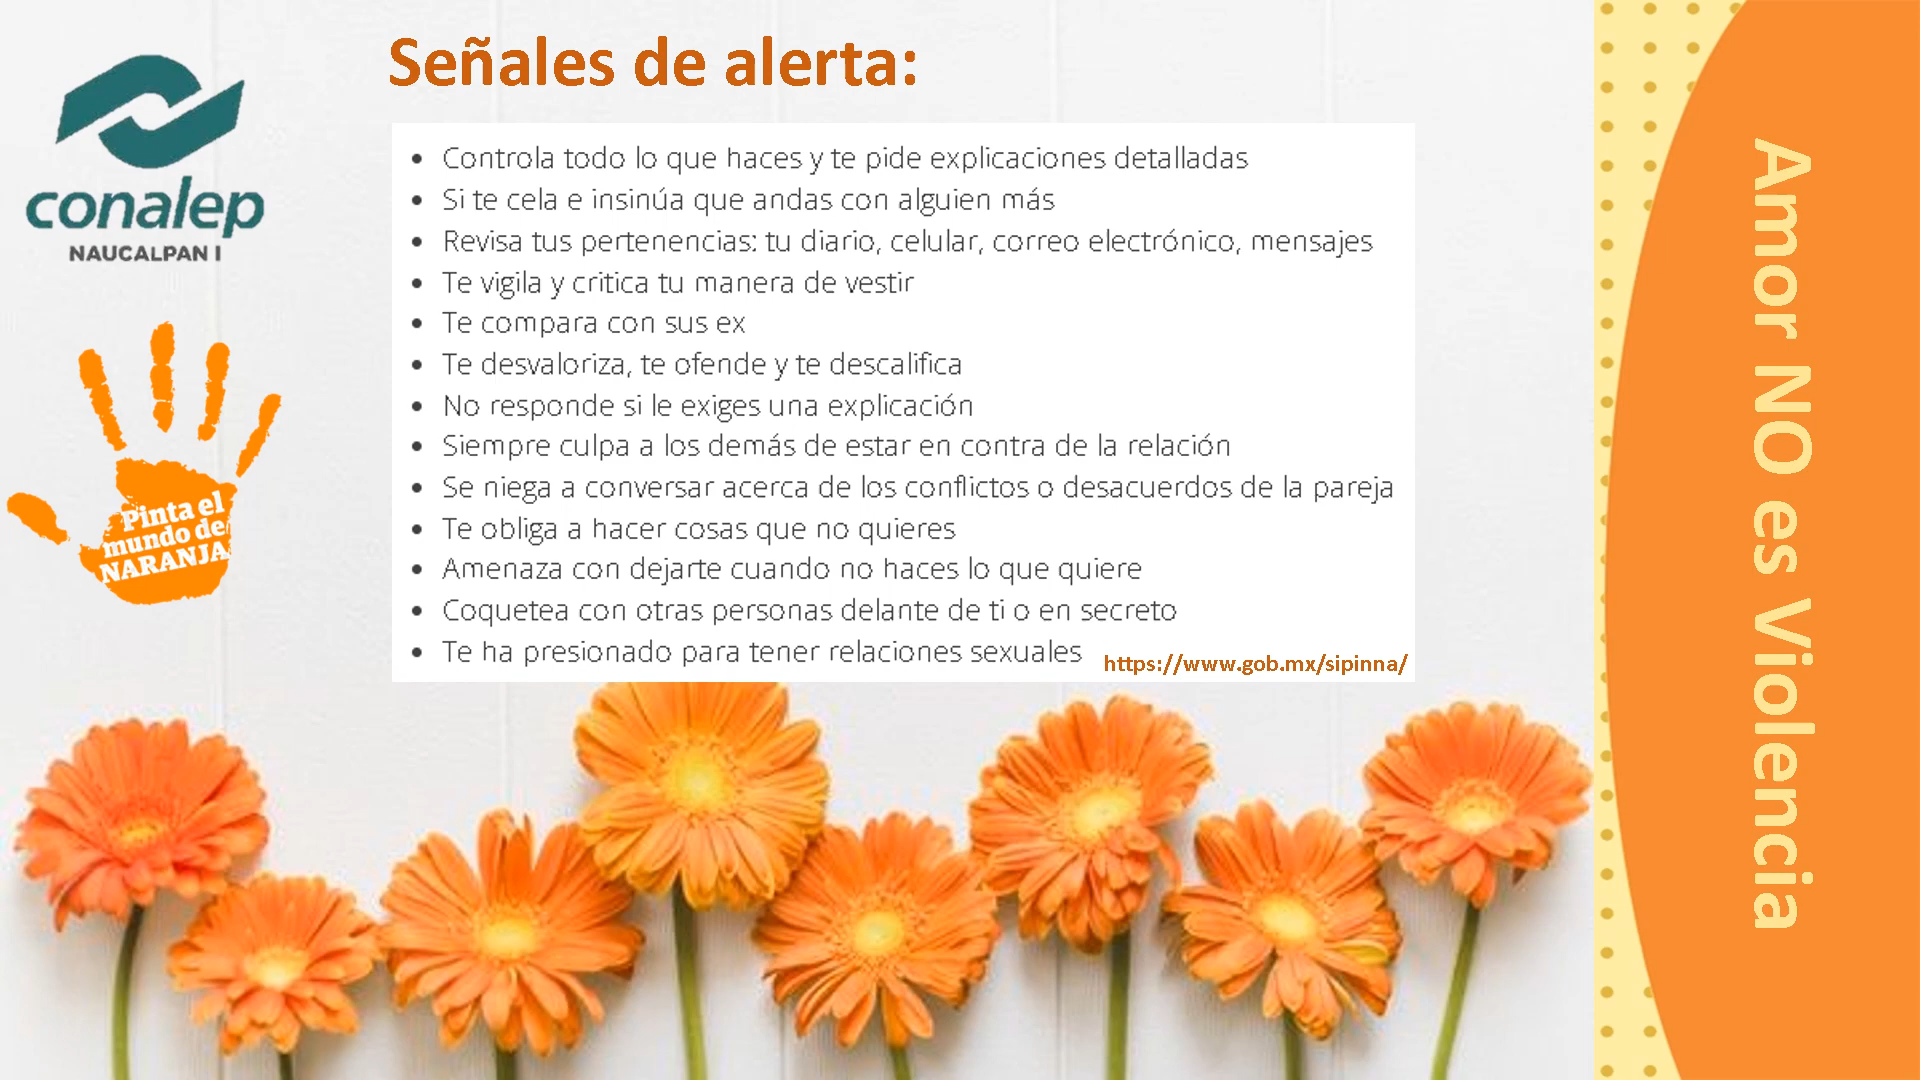 Señales de alerta:
conalep
NAUCALPAN I
• Controla todo lo que haces y te pide explicaciones detalladas
• Si te cela e insinúa que andas con alguien más
• Revisa tus pertenencias: tu diario, celular, correo electrónico, mensajes
• Te vigila y critica tu manera de vestir
• Te compara con sus ex
• Te desvaloriza, te ofende y te descalifica
• No responde si le exiges una explicación
• Siempre culpa a los demás de estar en contra de la relación
• Se niega a conversar acerca de los conflictos o desacuerdos de la pareja
• Te obliga a hacer cosas que no quieres
• Amenaza con dejarte cuando no haces lo que quiere
• Coquetea con otras personas delante de ti o en secreto
• Te ha presionado para tener relaciones sexuales
https://www.gob.mx/sipinna/
Pinta el
mundo de
NARANJA
Amor NO es Violencia